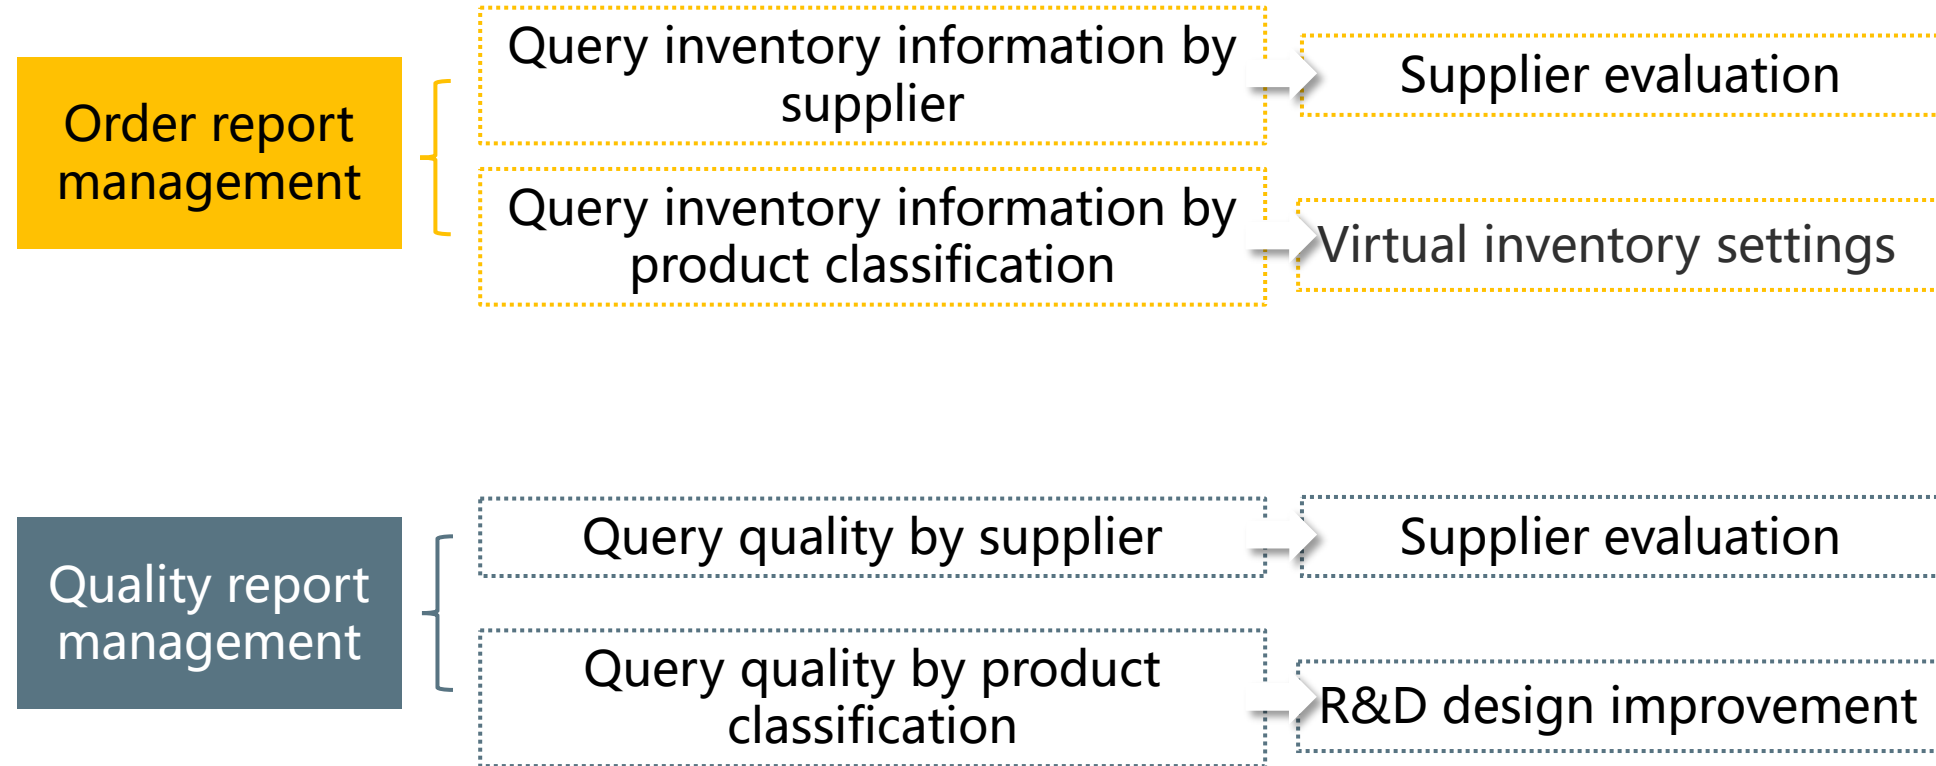 Order report
management
Query inventory information by
supplier
Supplier evaluation
Query inventory information by
product classification
Virtual inventory settings
Quality report
management
Query quality by supplier
Supplier evaluation
Query quality by product
classification
R&D design improvement